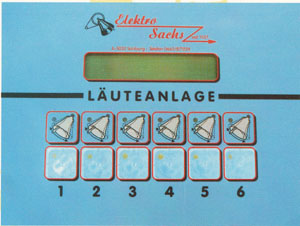 Elektro
Sachs
LÄUTEANLAGE
1 2 3 4 5 6